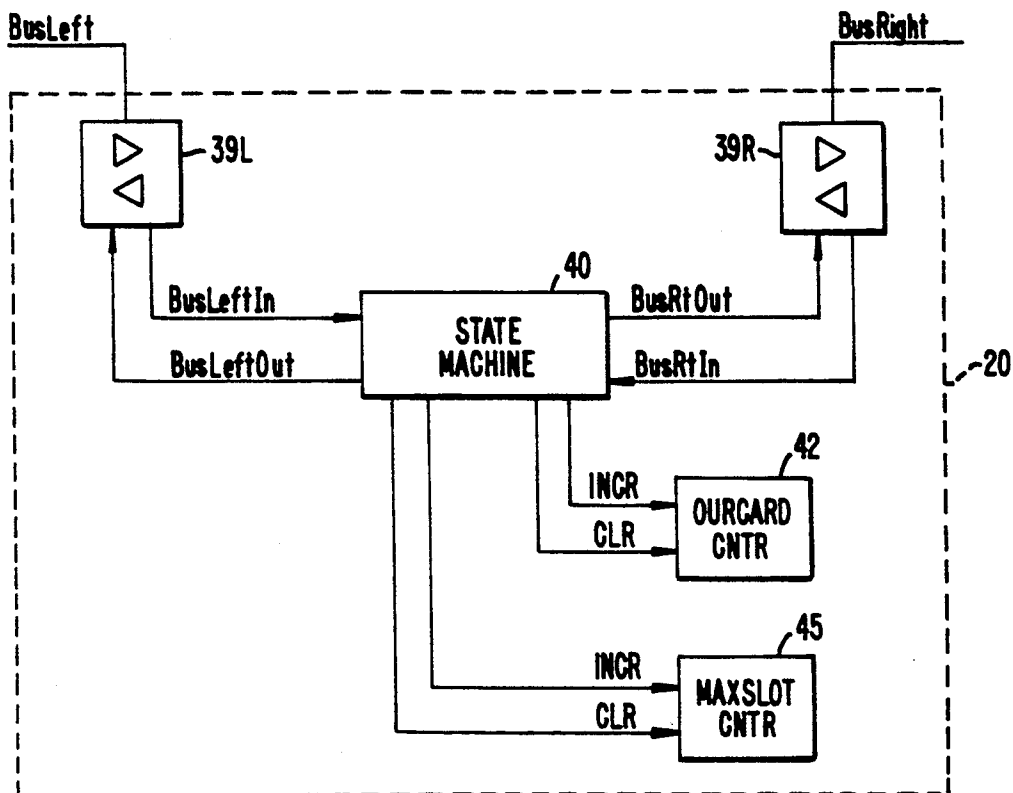 BusLeft
BusRight
39L
39R
40
BusLeftIn
BusLeftOut
STATE
MACHINE
BusRtOut
BusRtIn
20
42
INCR
CLR
OURCARD
CNTR
45
INCR
CLR
MAXSLOT
CNTR